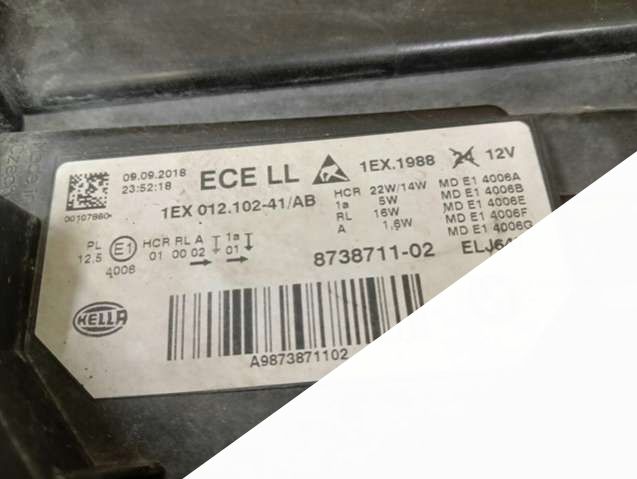 09.09.2018 ECE LL 1EX.1988 24 12V
23:52:18
00107860-
1EX 012.102-41/AB
HCR 22W/14W MD E1 4006A
1a 5W MD E1 4006B
RL 16W MD E1 4006E
A 1,6W MD E1 4006F
MD E1 4006G
PL E1 HCR RL A 1a
12,5 01 00 02 01
4006
8738711-02
HELLA
A9873871102